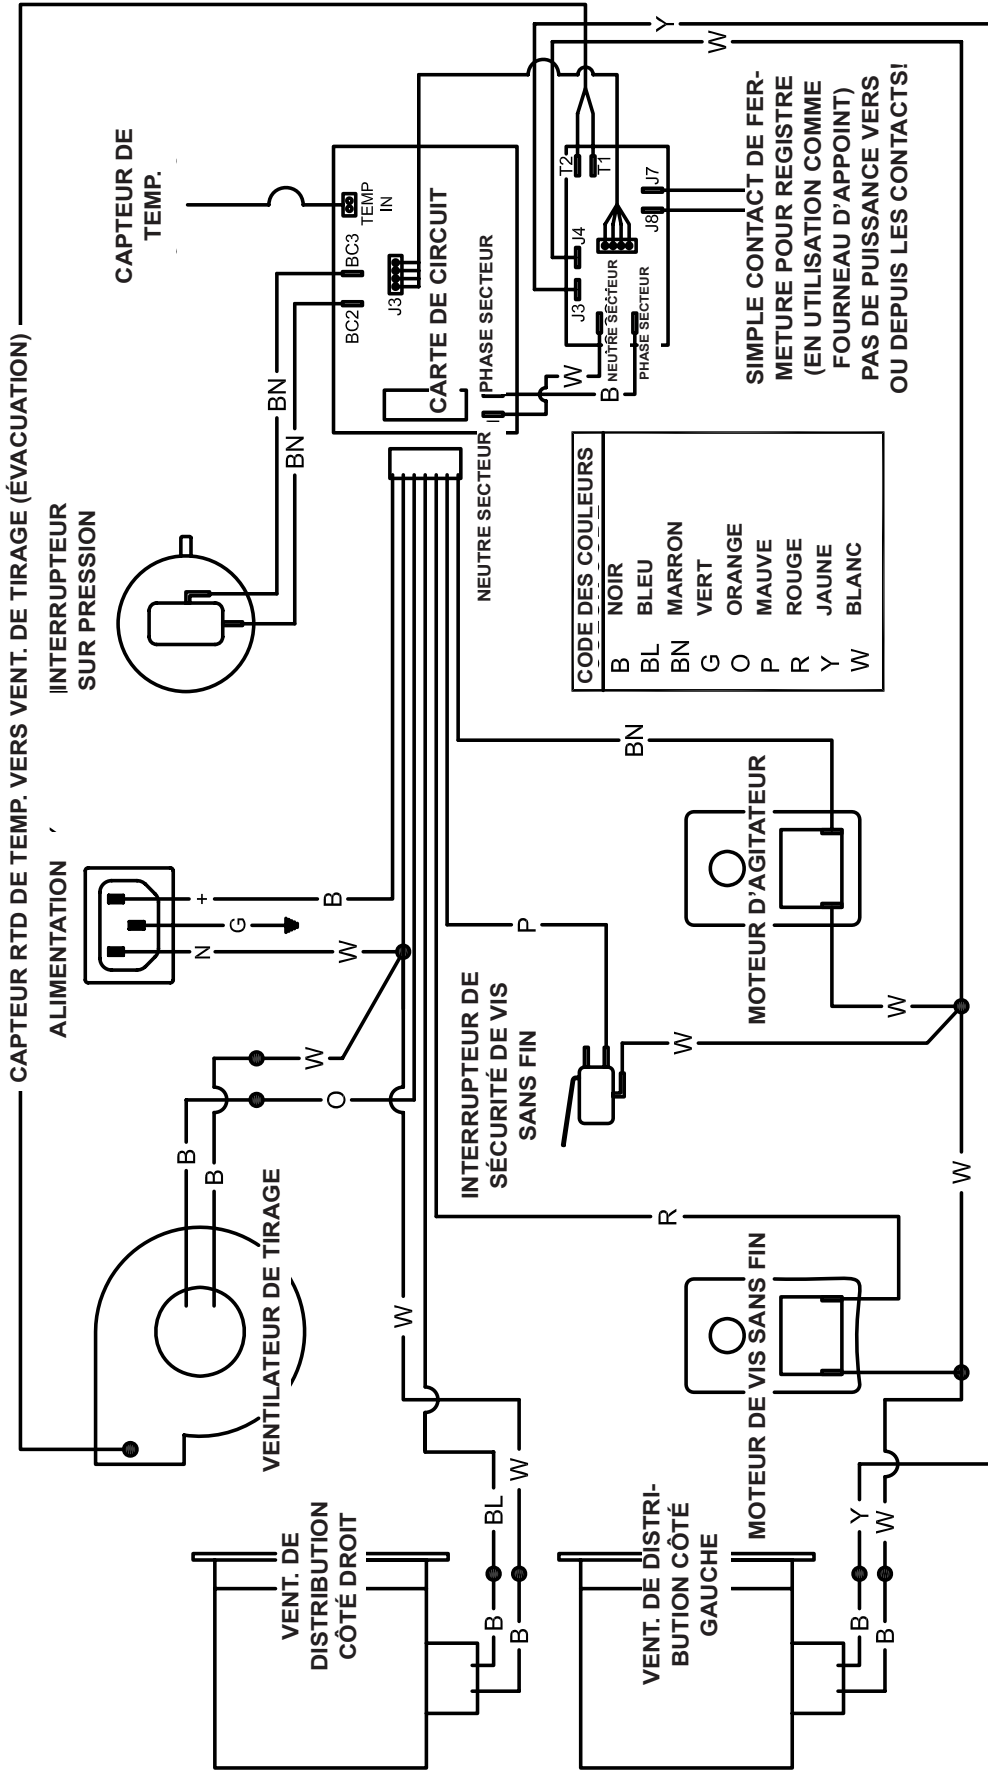 CAPTEUR RTD DE TEMP. VERS VENT. DE TIRAGE (ÉVACUATION)
VENTILATEUR DE TIRAGE
B
B
O
W
ALIMENTATION
N
G
+
W
B
INTERRUPTEUR
SUR PRESSION
BN
BN
CAPTEUR DE
TEMP.
BC2
BC3
TEMP
IN
J3
CARTE DE CIRCUIT
PHASE SECTEUR
NEUTRE SECTEUR
W
B
NEUTRE SECTEUR
PHASE SECTEUR
J3
J4
T2
T1
J8
J7
Y
W
SIMPLE CONTACT DE FER-
METURE POUR REGISTRE
(EN UTILISATION COMME
FOURNEAU D'APPOINT)
PAS DE PUISSANCE VERS
OU DEPUIS LES CONTACTS!
CODE DES COULEURS
B NOIR
BL BLEU
BN MARRON
G VERT
O ORANGE
P MAUVE
R ROUGE
Y JAUNE
W BLANC
VENT. DE
DISTRIBUTION
CÔTÉ DROIT
B
BL
B
W
W
INTERRUPTEUR DE
SÉCURITÉ DE VIS
SANS FIN
P
W
MOTEUR D'AGITATEUR
BN
W
MOTEUR DE VIS SANS FIN
R
W
VENT. DE DISTRI-
BUTION CÔTÉ
GAUCHE
B
Y
B
W